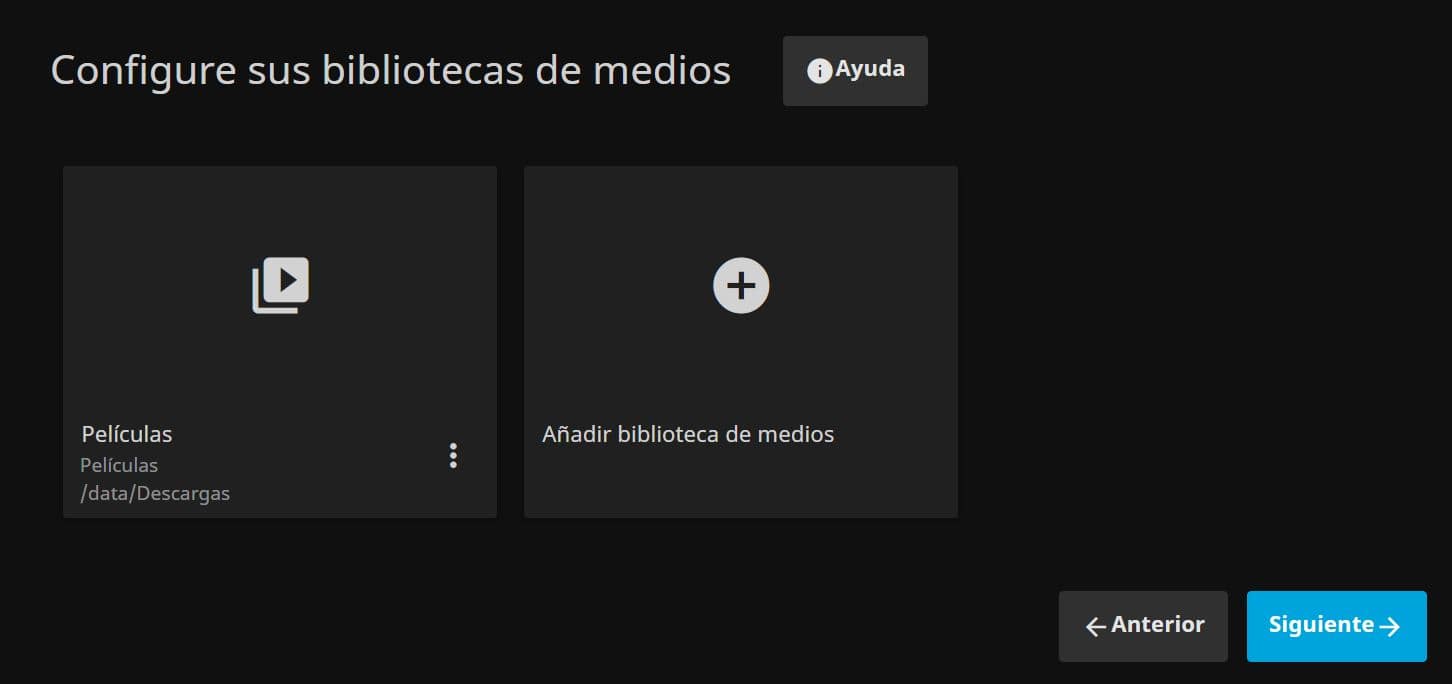 Configure sus bibliotecas de medios
Ayuda
Películas
Películas
/data/Descargas
Añadir biblioteca de medios
Anterior
Siguiente